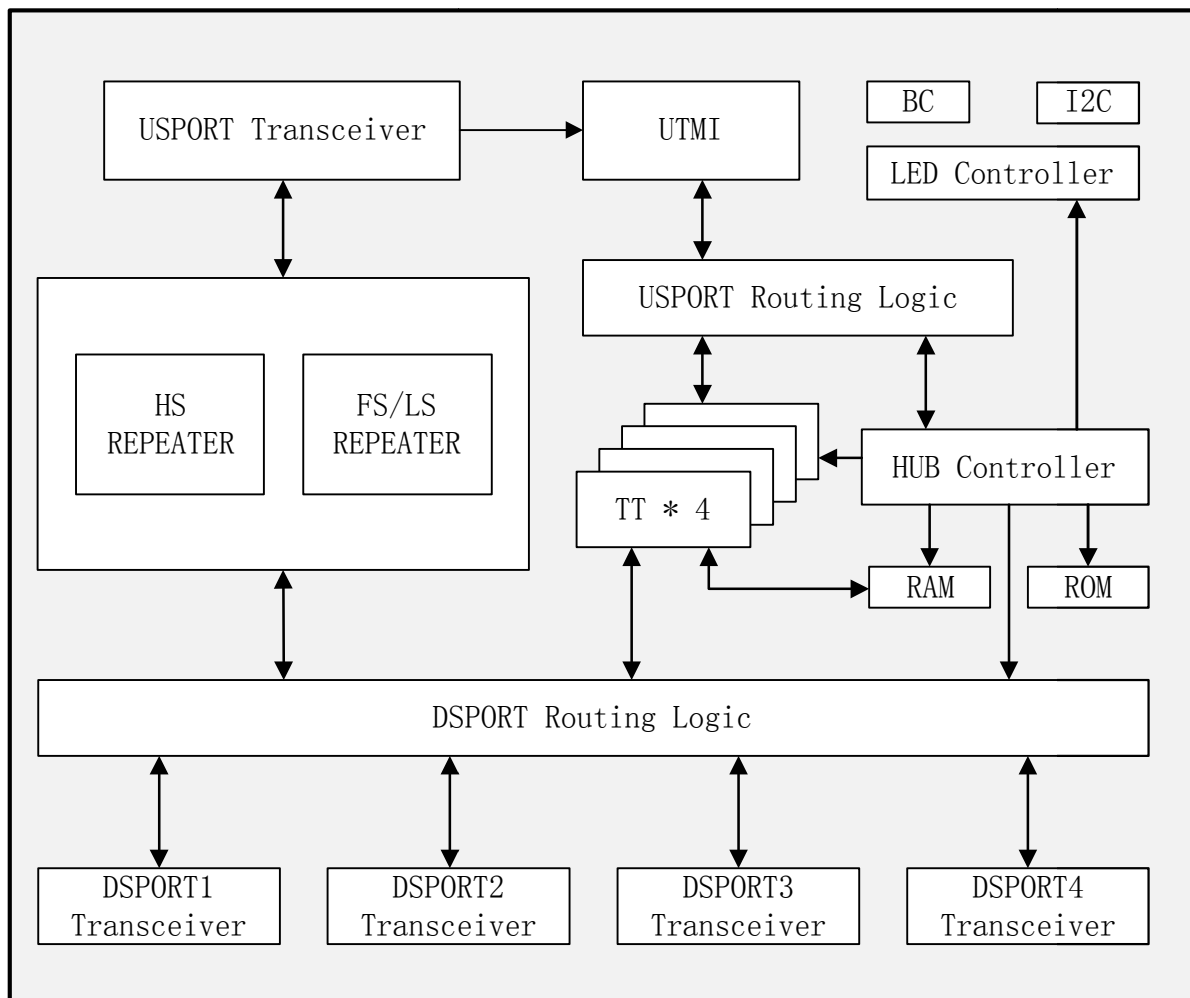 USPORT Transceiver
UTMI
BC
I2C
LED Controller
USPORT Routing Logic
HS
REPEATER
FS/LS
REPEATER
HUB Controller
TT * 4
RAM
ROM
DSPORT Routing Logic
DSPORT1
Transceiver
DSPORT2
Transceiver
DSPORT3
Transceiver
DSPORT4
Transceiver